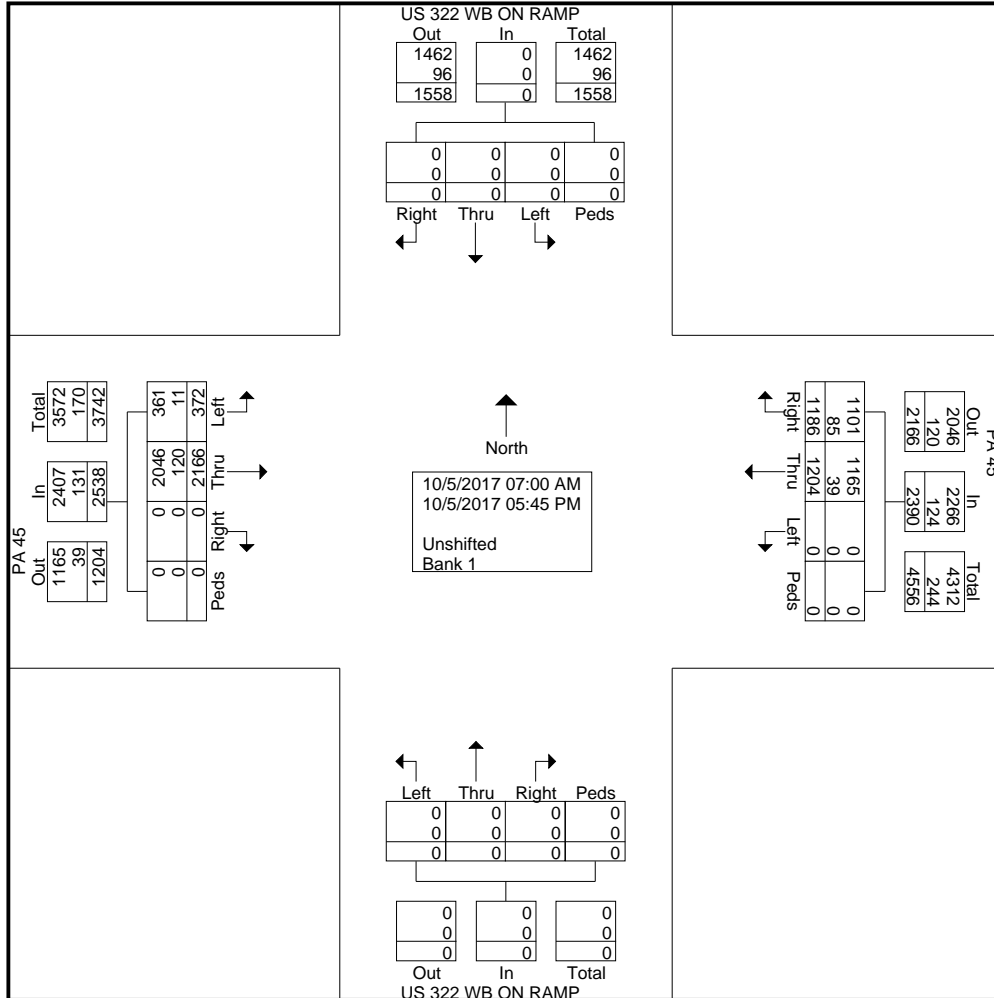 US 322 WB ON RAMP
Out In Total
1462 0 1462
96 0 96
1558 0 1558
0 0 0 0
0 0 0 0
0 0 0 0
Right Thru Left Peds
PA 45
Out In Total
1165 2407 3572
39 131 170
1204 2538 3742
361 2046 0 0
11 120 0 0
372 2166 0 0
Left Thru Right Peds
North
10/5/2017 07:00 AM
10/5/2017 05:45 PM
Unshifted
Bank 1
Right Thru Left Peds
1101 1165 0 0
85 39 0 0
1186 1204 0 0
PA 45
Out In Total
2046 2266 4312
120 124 244
2166 2390 4556
Left Thru Right Peds
0 0 0 0
0 0 0 0
0 0 0 0
0 0 0
0 0 0
0 0 0
Out In Total
US 322 WB ON RAMP